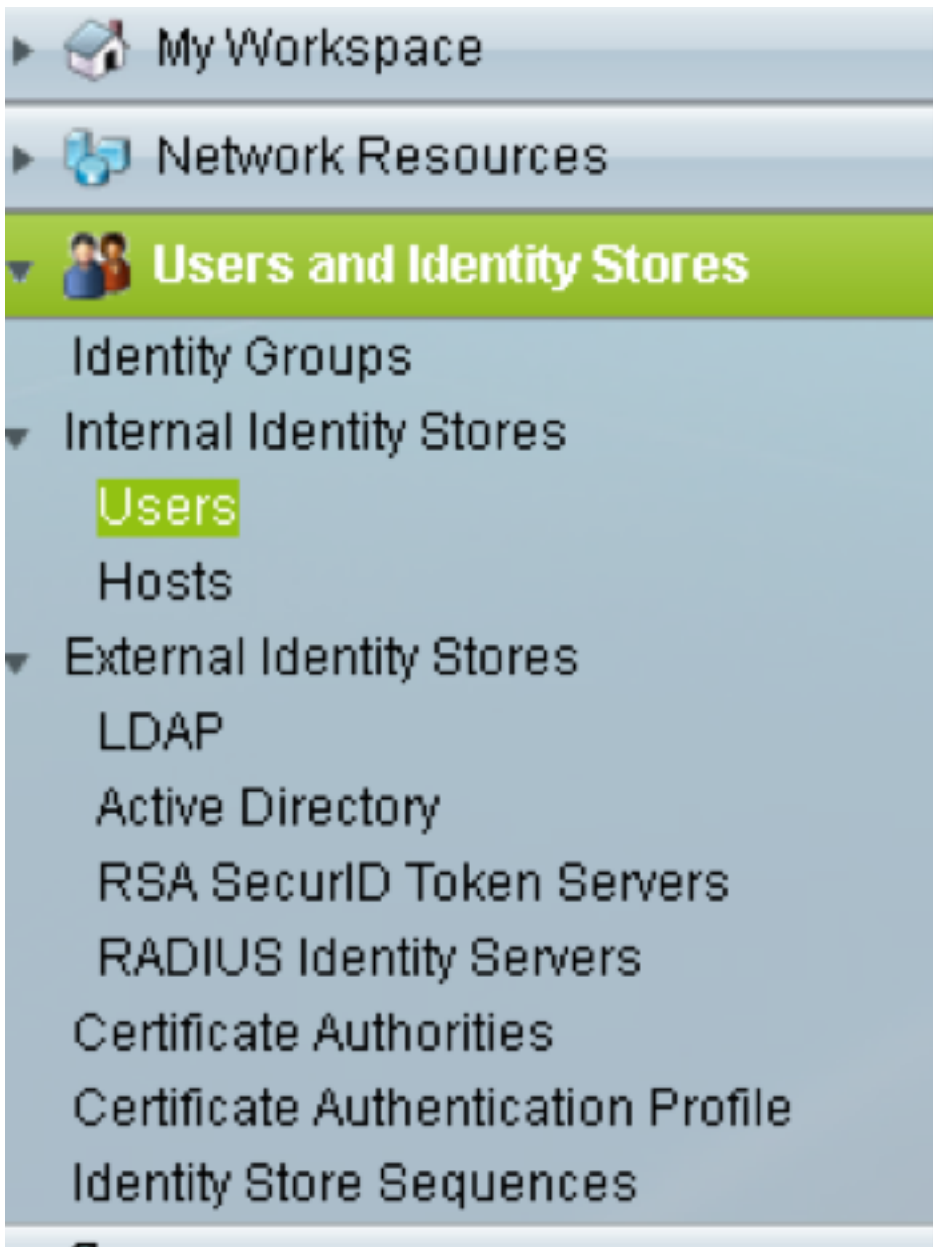 My Workspace
Network Resources
Users and Identity Stores
Identity Groups
Internal Identity Stores
Users
Hosts
External Identity Stores
LDAP
Active Directory
RSA SecurID Token Servers
RADIUS Identity Servers
Certificate Authorities
Certificate Authentication Profile
Identity Store Sequences